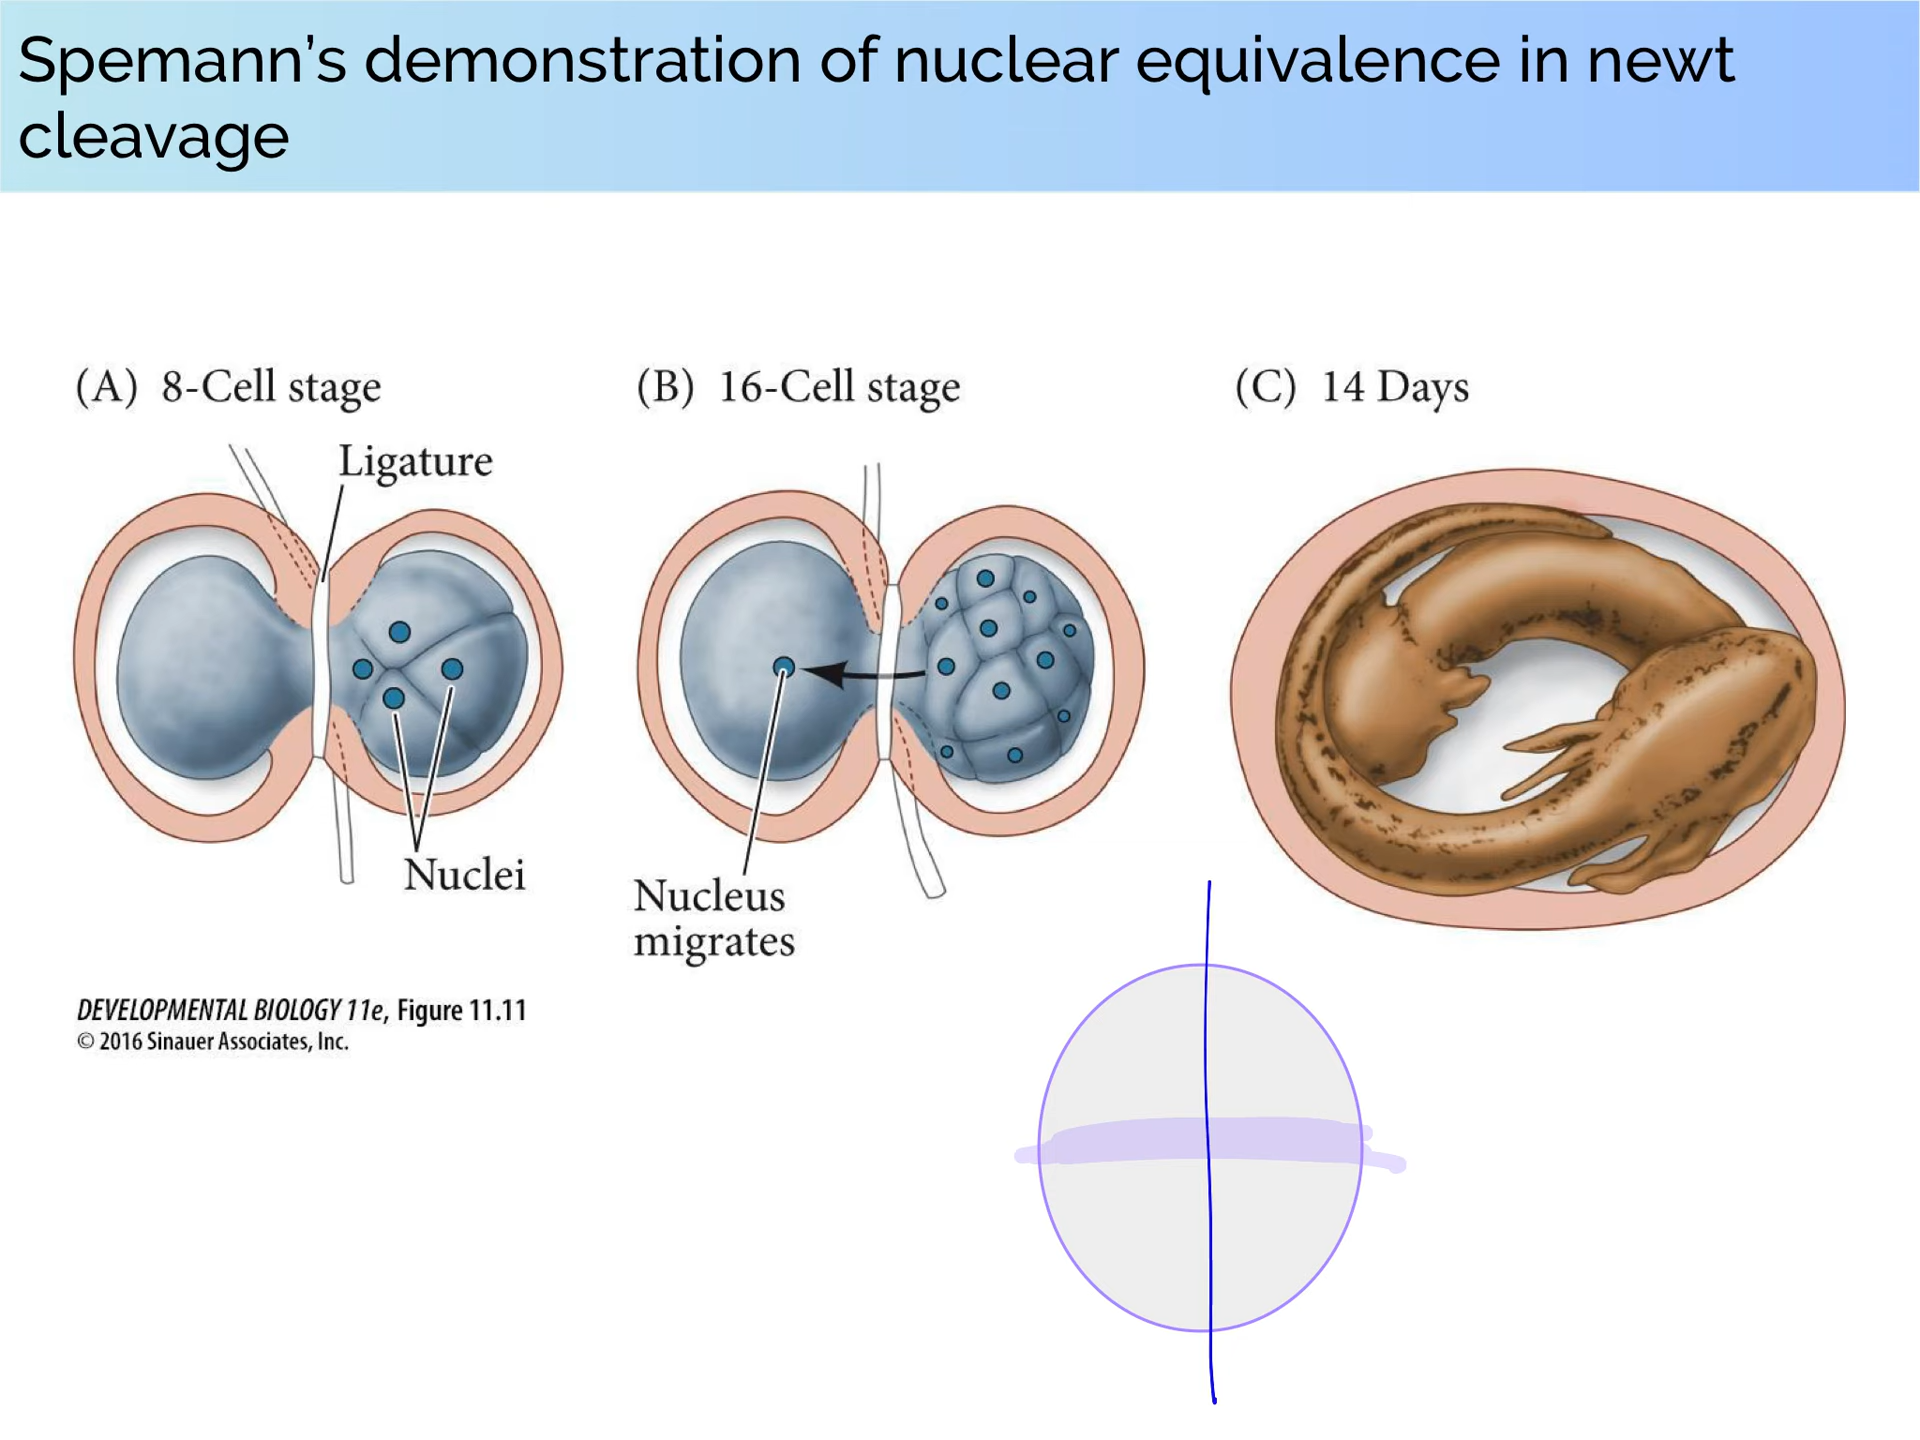 Spemann's demonstration of nuclear equivalence in newt
cleavage
(A) 8-Cell stage
(B) 16-Cell stage
(C) 14 Days
Ligature
Nuclei
Nucleus
migrates
DEVELOPMENTAL BIOLOGY 11e, Figure 11.11
© 2016 Sinauer Associates, Inc.